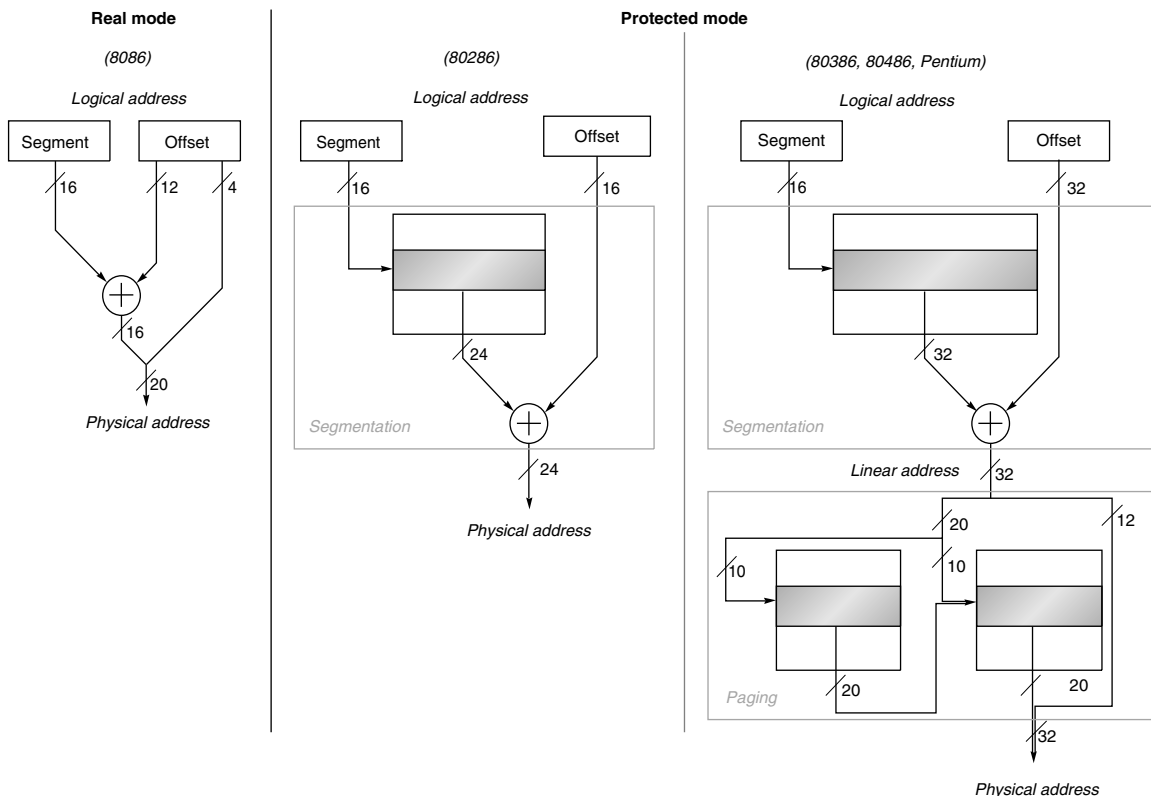 Real mode
Protected mode
(8086)
(80286)
(80386, 80486, Pentium)
Logical address
Logical address
Logical address
Segment
Offset
Segment
Offset
Segment
Offset
16
12
4
16
16
16
32
16
24
32
20
Physical address
Segmentation
Segmentation
24
Linear address
32
Physical address
20
12
10
10
20
20
Paging
32
Physical address